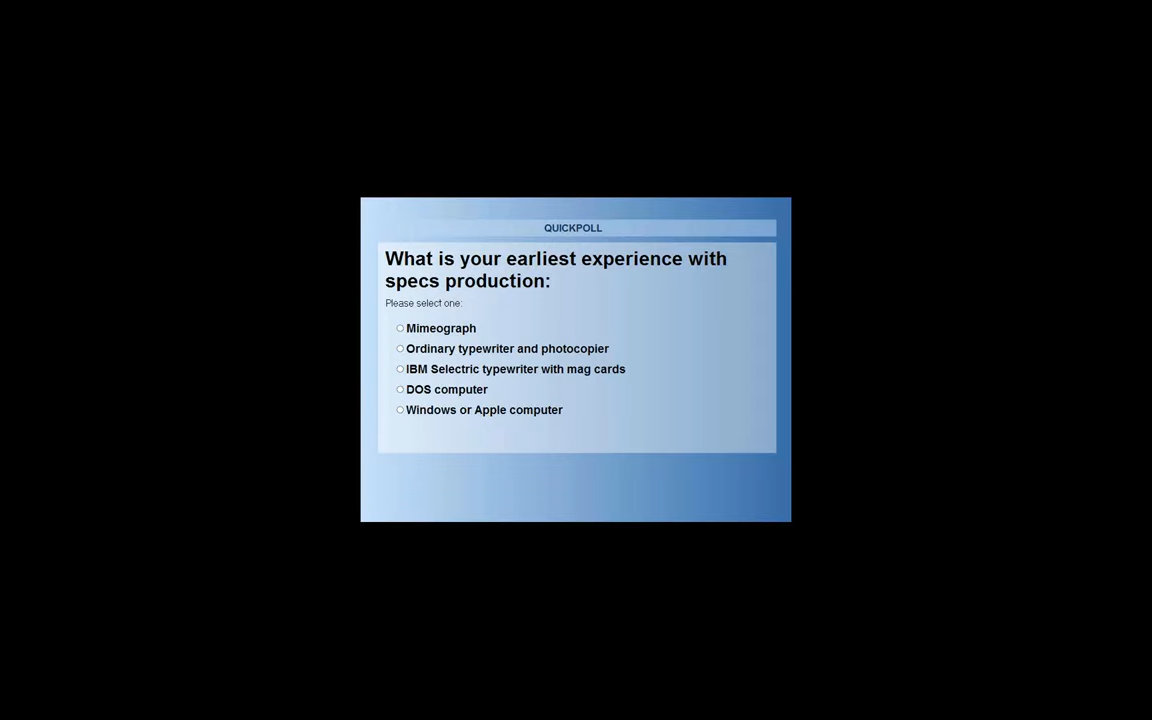 QUICKPOLL
What is your earliest experience with
specs production:
Please select one:
Mimeograph
Ordinary typewriter and photocopier
IBM Selectric typewriter with mag cards
DOS computer
Windows or Apple computer